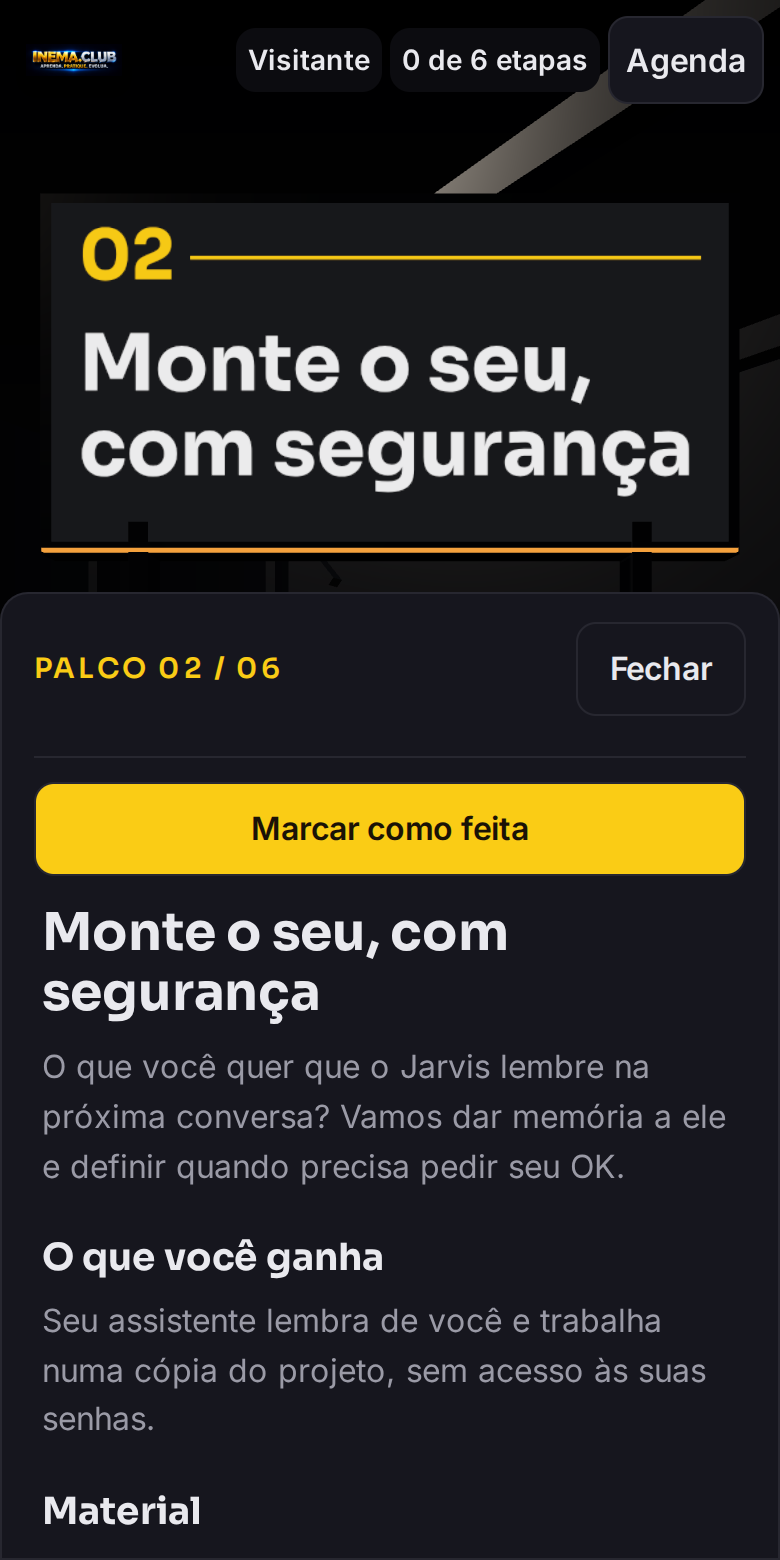 INEMA.CLUB
APRENDA. PRATIQUE. EVOLUA.
Visitante
0 de 6 etapas
Agenda
02
Monte o seu,
com segurança
PALCO 02 / 06
Fechar
Marcar como feita
Monte o seu, com
segurança
O que você quer que o Jarvis lembre na
próxima conversa? Vamos dar memória a ele
e definir quando precisa pedir seu OK.
O que você ganha
Seu assistente lembra de você e trabalha
numa cópia do projeto, sem acesso às suas
senhas.
Material